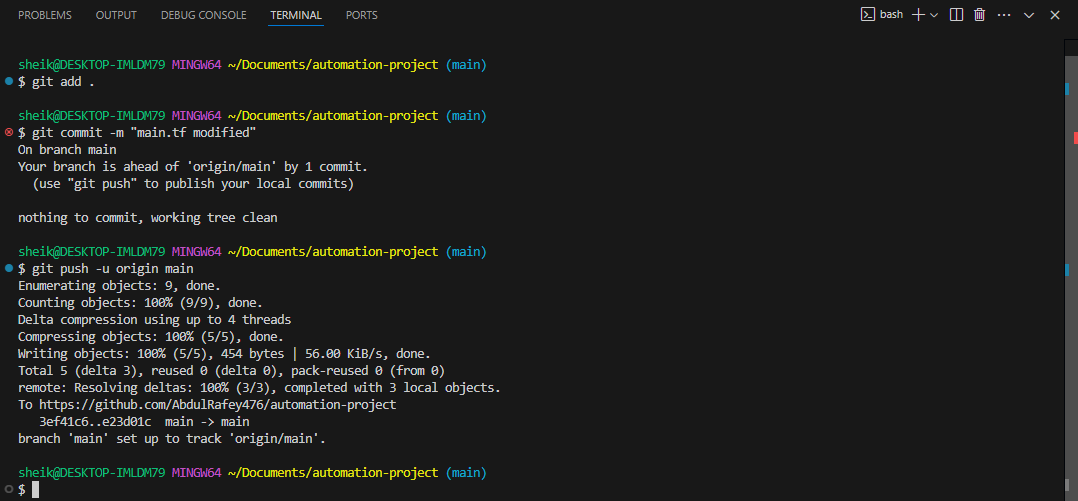 PROBLEMS OUTPUT DEBUG CONSOLE TERMINAL PORTS bash
sheik@DESKTOP-IMLDM79 MINGW64 ~/Documents/automation-project (main)
$ git add .
sheik@DESKTOP-IMLDM79 MINGW64 ~/Documents/automation-project (main)
$ git commit -m "main.tf modified"
On branch main
Your branch is ahead of 'origin/main' by 1 commit.
  (use "git push" to publish your local commits)
nothing to commit, working tree clean
sheik@DESKTOP-IMLDM79 MINGW64 ~/Documents/automation-project (main)
$ git push -u origin main
Enumerating objects: 9, done.
Counting objects: 100% (9/9), done.
Delta compression using up to 4 threads
Compressing objects: 100% (5/5), done.
Writing objects: 100% (5/5), 454 bytes | 56.00 KiB/s, done.
Total 5 (delta 3), reused 0 (delta 0), pack-reused 0 (from 0)
remote: Resolving deltas: 100% (3/3), completed with 3 local objects.
To https://github.com/AbdulRafey476/automation-project
   3ef41c6..e23d01c  main -> main
branch 'main' set up to track 'origin/main'.
sheik@DESKTOP-IMLDM79 MINGW64 ~/Documents/automation-project (main)
$